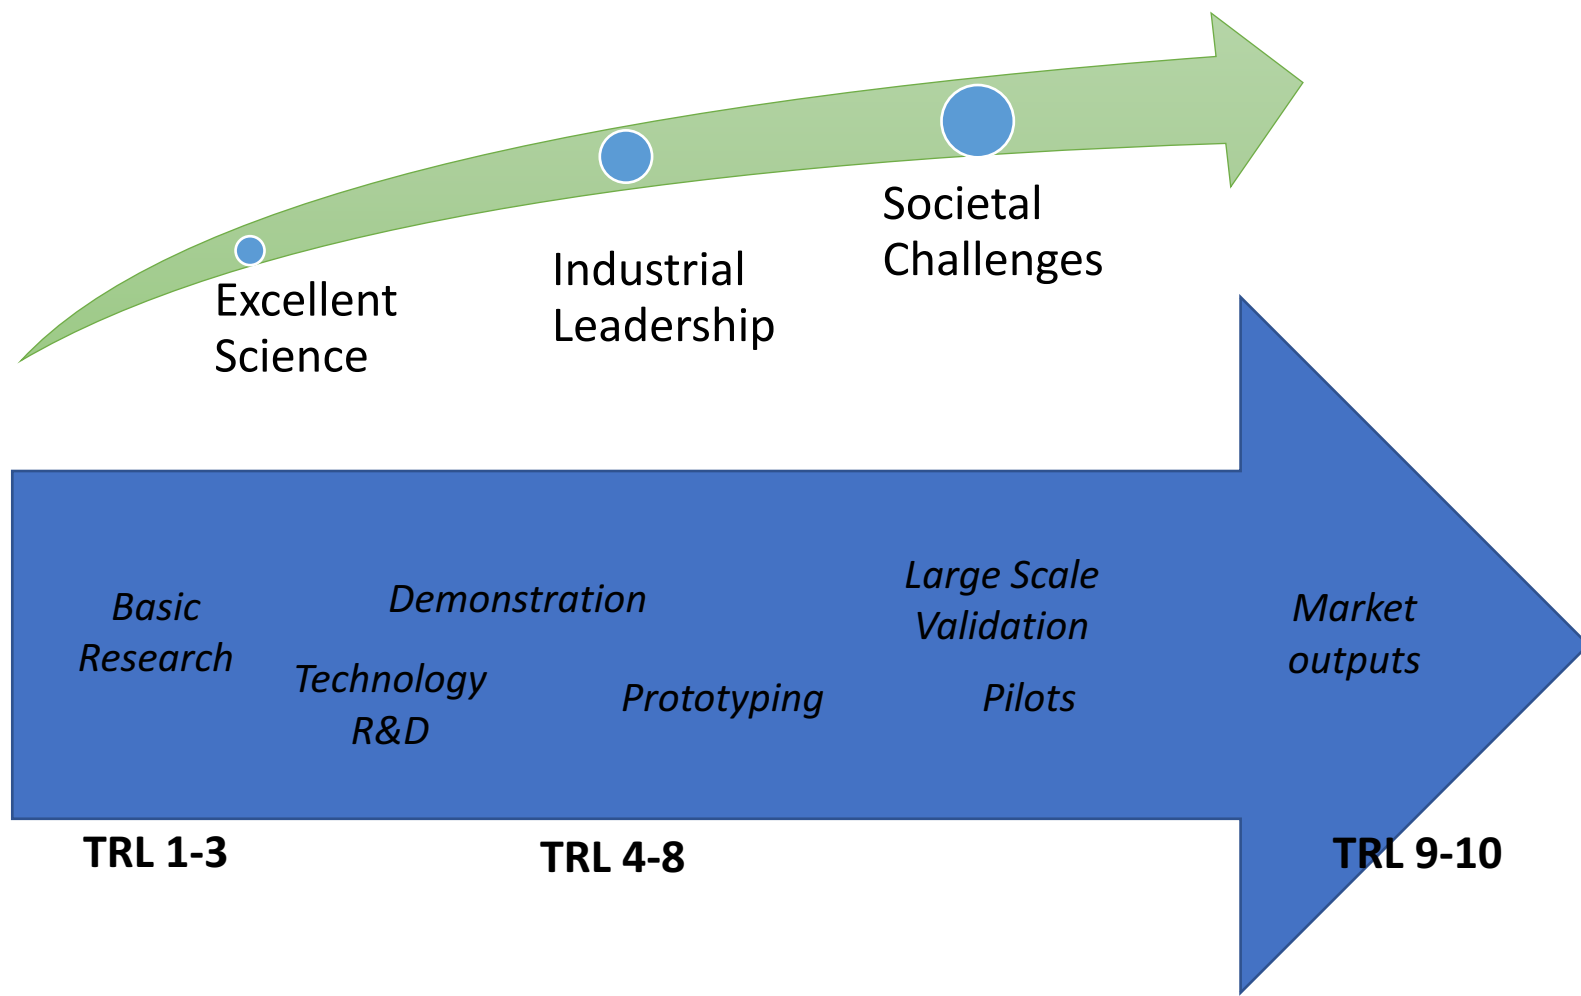 Excellent
Science
Industrial
Leadership
Societal
Challenges
Basic
Research
Demonstration
Technology
R&D
Prototyping
Large Scale
Validation
Pilots
Market
outputs
TRL 1-3
TRL 4-8
TRL 9-10